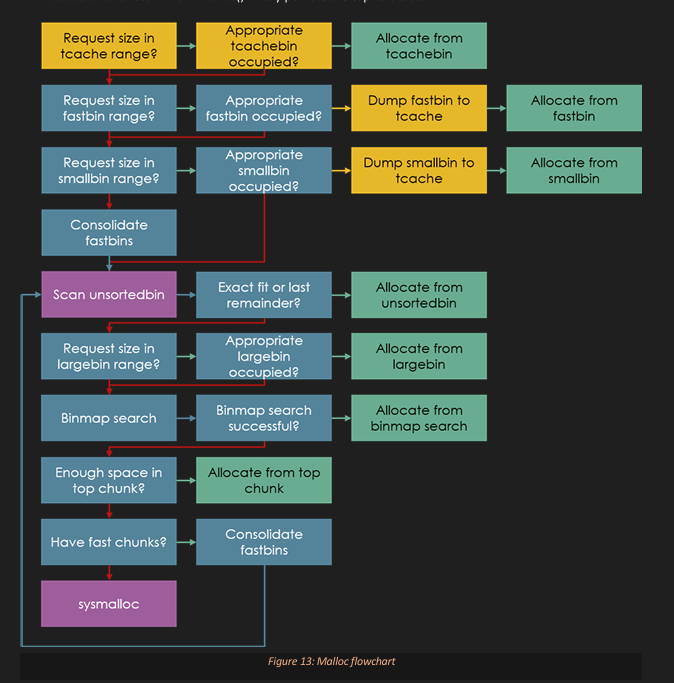 Request size in
tcache range?
Appropriate
tcachebin
occupied?
Allocate from
tcachebin
Request size in
fastbin range?
Appropriate
fastbin occupied?
Dump fastbin to
tcache
Allocate from
fastbin
Request size in
smallbin range?
Appropriate
smallbin
occupied?
Dump smallbin to
tcache
Allocate from
smallbin
Consolidate
fastbins
Scan unsortedbin
Exact fit or last
remainder?
Allocate from
unsortedbin
Request size in
largebin range?
Appropriate
largebin
occupied?
Allocate from
largebin
Binmap search
Binmap search
successful?
Allocate from
binmap search
Enough space in
top chunk?
Allocate from top
chunk
Have fast chunks?
Consolidate
fastbins
sysmalloc
Figure 13: Malloc flowchart